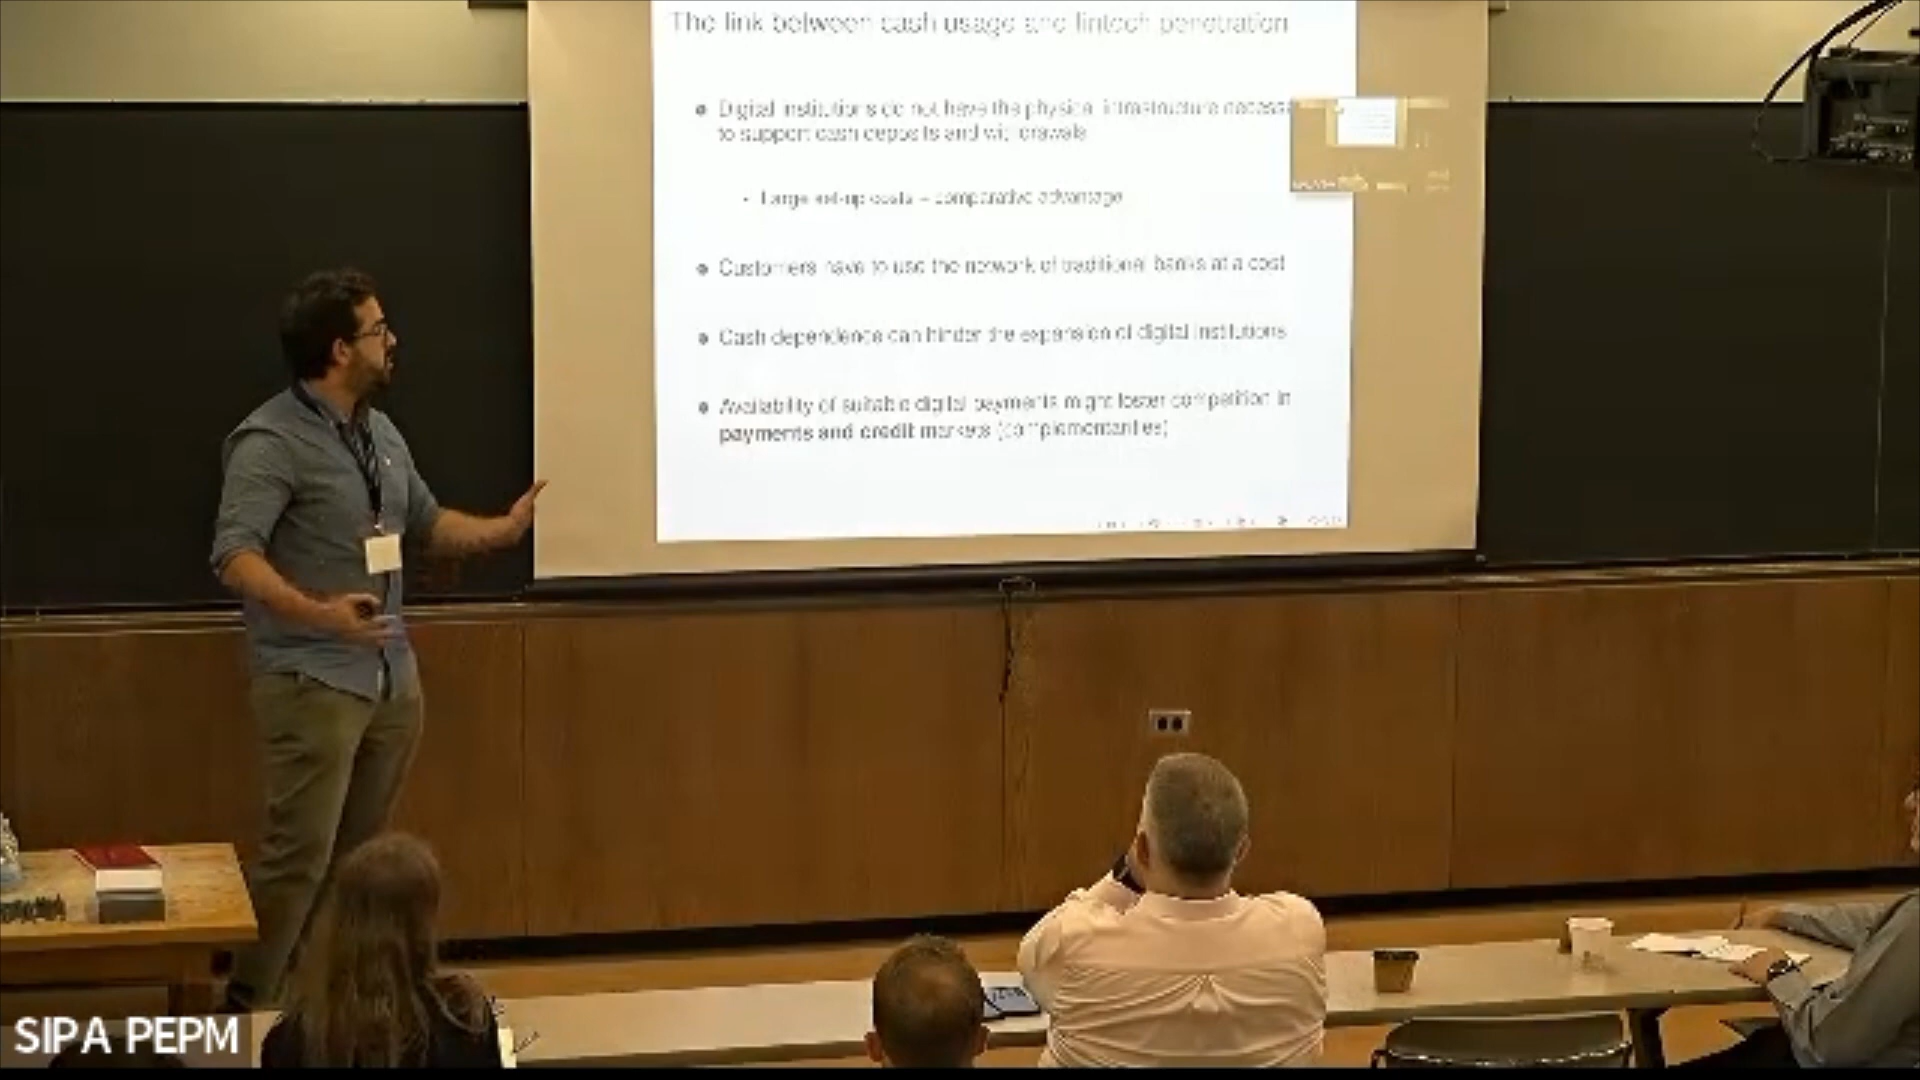 The link between cash usage and fintech penetration
Digital institutions do not have the physical infrastructure
to support cash deposits and withdrawals
Large set-up costs – comparative advantage
Customers have to use the network of traditional banks at a cost
Cash dependence can hinder the expansion of digital institutions
Availability of suitable digital payments might foster competition in
payments and credit markets (complementarities)
SIPA PEPM